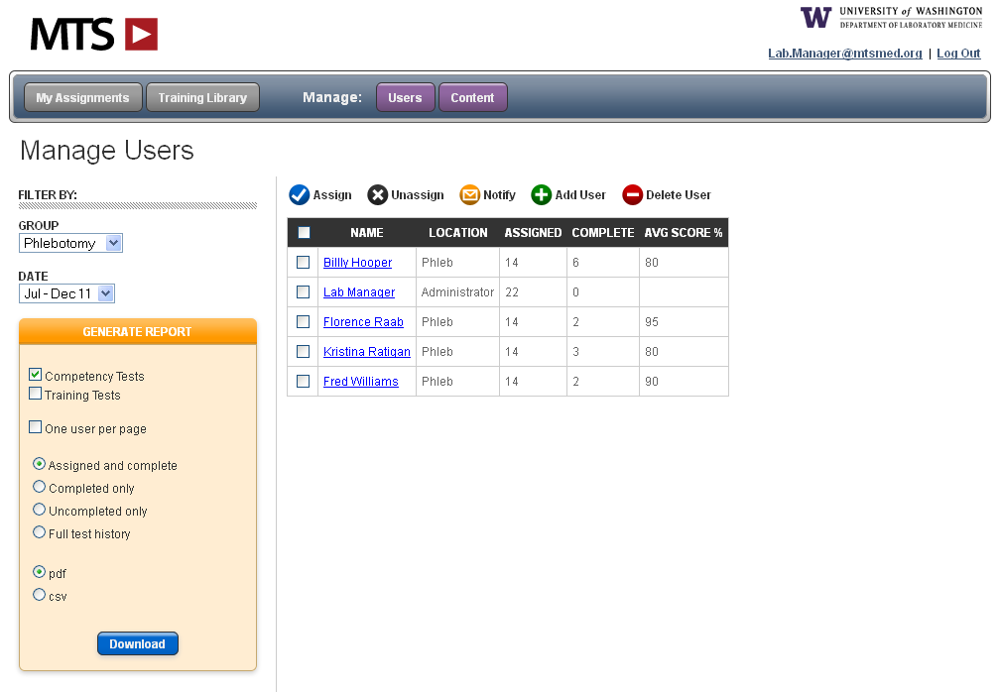 MTS
W UNIVERSITY of WASHINGTON
DEPARTMENT OF LABORATORY MEDICINE
Lab.Manager@mtsmed.org | Log Out
My Assignments Training Library Manage: Users Content
Manage Users
FILTER BY:
GROUP
Phlebotomy
DATE
Jul - Dec 11
GENERATE REPORT
Competency Tests
Training Tests
One user per page
Assigned and complete
Completed only
Uncompleted only
Full test history
pdf
csv
Download
Assign Unassign Notify Add User Delete User
NAME LOCATION ASSIGNED COMPLETE AVG SCORE %
Billly Hooper Phleb 14 6 80
Lab Manager Administrator 22 0
Florence Raab Phleb 14 2 95
Kristina Ratigan Phleb 14 3 80
Fred Williams Phleb 14 2 90